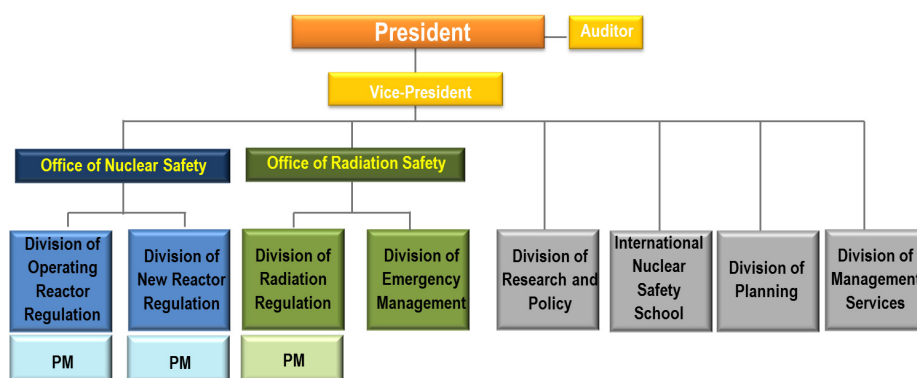 President
Auditor
Vice-President
Office of Nuclear Safety
Office of Radiation Safety
Division of
Operating
Reactor
Regulation
Division of
New Reactor
Regulation
Division of
Radiation
Regulation
Division of
Emergency
Management
Division of
Research and
Policy
International
Nuclear
Safety
School
Division of
Planning
Division of
Management
Services
PM
PM
PM